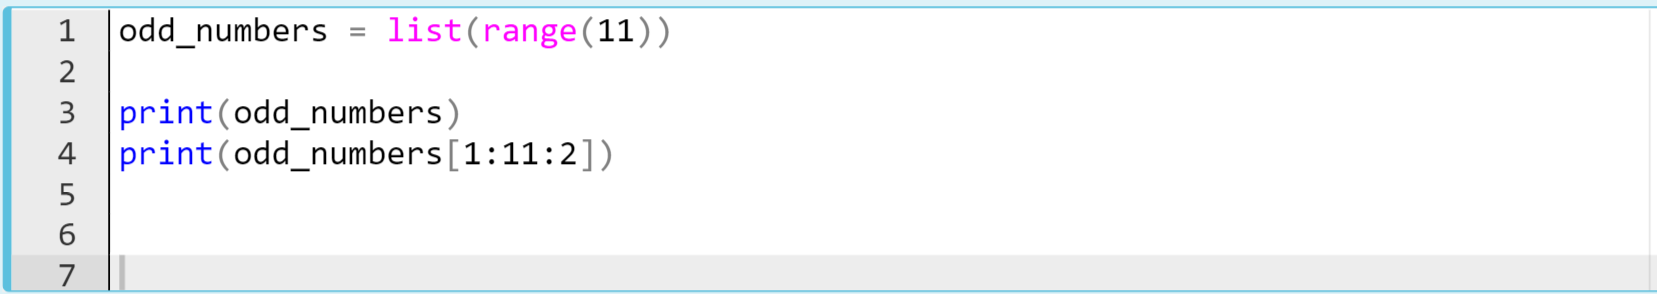 1 odd_numbers = list(range(11))
2
3 print(odd_numbers)
4 print(odd_numbers[1:11:2])
5
6
7